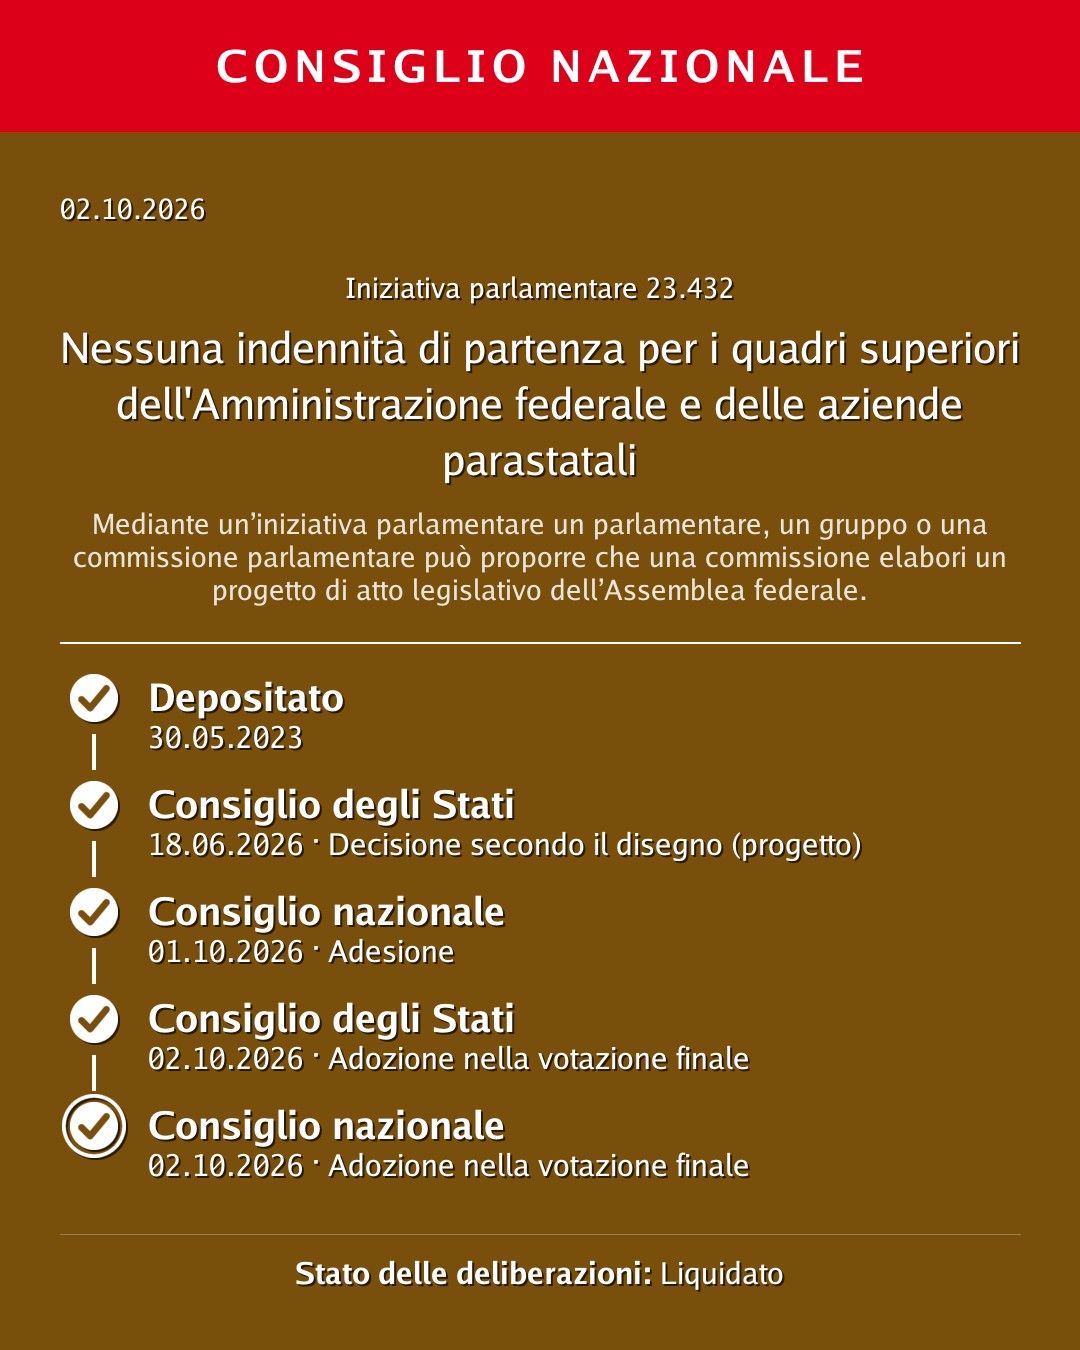 CONSIGLIO NAZIONALE
02.10.2026
Iniziativa parlamentare 23.432
Nessuna indennità di partenza per i quadri superiori
dell'Amministrazione federale e delle aziende
parastatali
Mediante un’iniziativa parlamentare un parlamentare, un gruppo o una
commissione parlamentare può proporre che una commissione elabori un
progetto di atto legislativo dell’Assemblea federale.
Depositato
30.05.2023
Consiglio degli Stati
18.06.2026 · Decisione secondo il disegno (progetto)
Consiglio nazionale
01.10.2026 · Adesione
Consiglio degli Stati
02.10.2026 · Adozione nella votazione finale
Consiglio nazionale
02.10.2026 · Adozione nella votazione finale
Stato delle deliberazioni: Liquidato